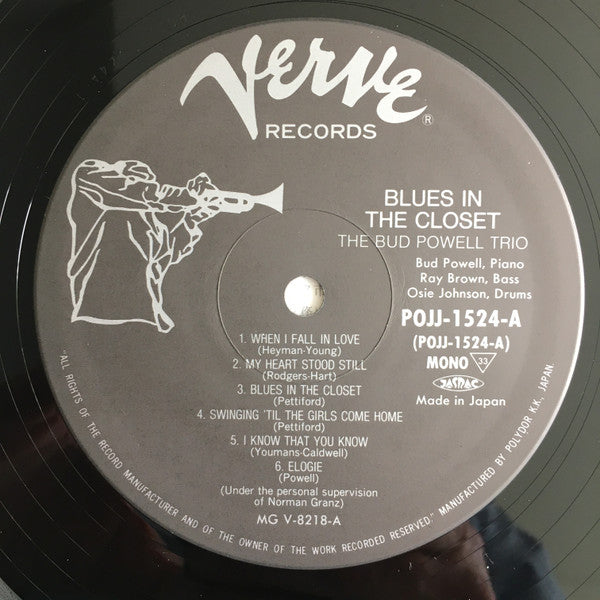 Verve
RECORDS
®
BLUES IN
THE CLOSET
THE BUD POWELL TRIO
Bud Powell, Piano
Ray Brown, Bass
Osie Johnson, Drums
POJJ-1524-A
(POJJ-1524-A)
MONO 33
JASRAC
Made in Japan
1. WREN I FALL IN LOVE
(Heyman-Young)
2. MY HEART STOOD STILL
(Rodgers-Hart)
3. BLUES IN THE CLOSET
(Pettiford)
4. SWINGING 'TIL THE GIRLS COME HOME
(Pettiford)
5. I KNOW THAT YOU KNOW
(Youmans-Caldwell)
6. ELOGIE
(Powell)
(Under the personal supervision
of Norman Granz)
MG V-8218-A
"ALL RIGHTS OF THE RECORD MANUFACTURER AND OF THE OWNER OF THE WORK RECORDED RESERVED." MANUFACTURED BY POLYDOR K.K. JAPAN.